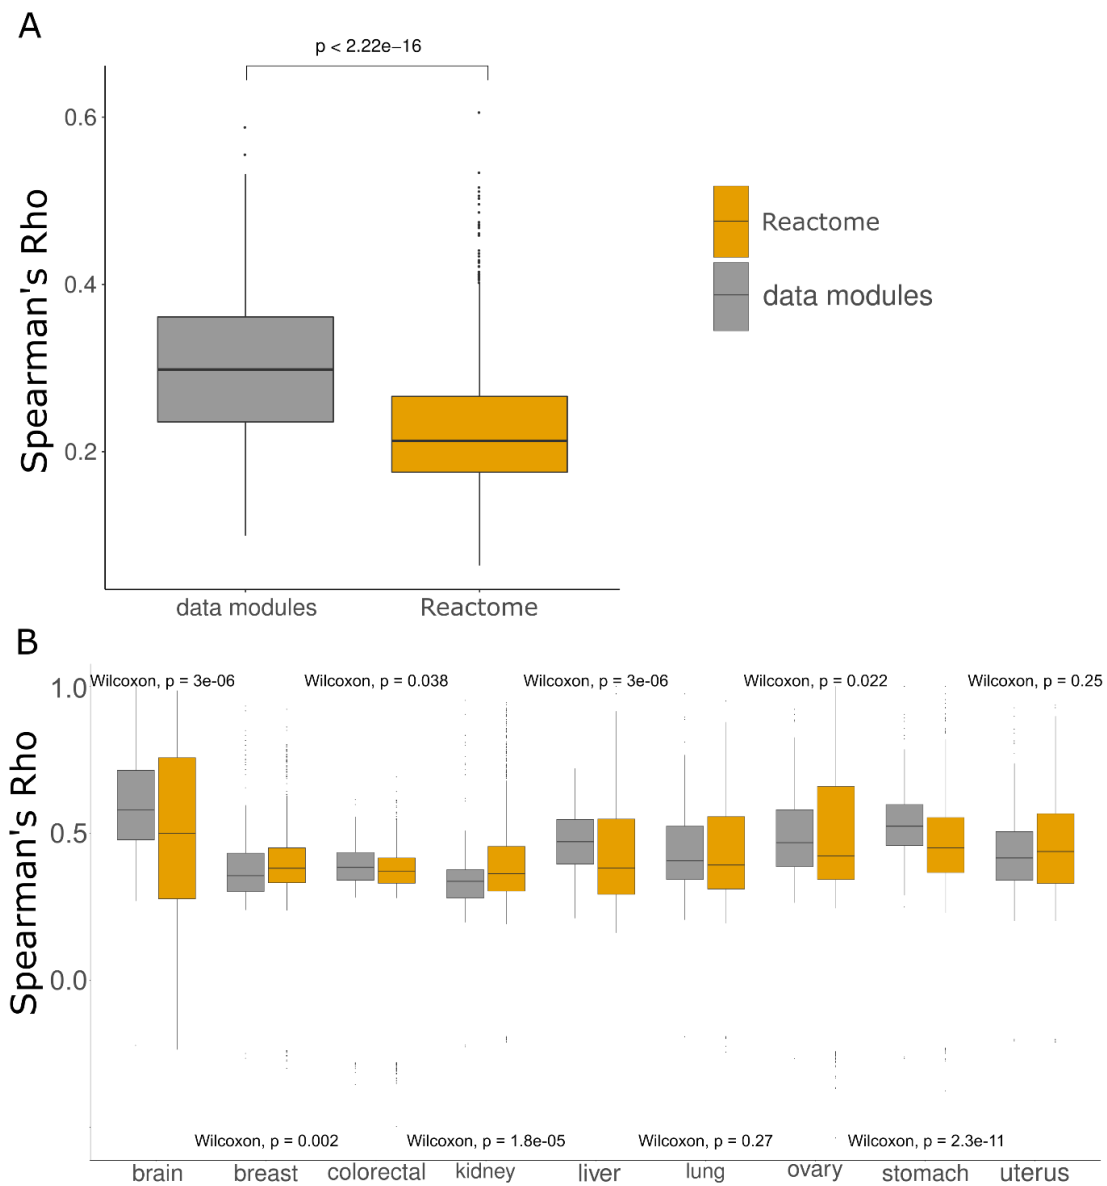 A
p < 2.22e−16
0.6
0.4
0.2
Spearman's Rho
data modules
Reactome
Reactome
data modules
B
Wilcoxon, p = 3e-06
Wilcoxon, p = 0.038
Wilcoxon, p = 3e-06
Wilcoxon, p = 0.022
Wilcoxon, p = 0.25
1.0
0.5
0.0
Spearman's Rho
Wilcoxon, p = 0.002
Wilcoxon, p = 1.8e-05
Wilcoxon, p = 0.27
Wilcoxon, p = 2.3e-11
brain
breast
colorectal
kidney
liver
lung
ovary
stomach
uterus